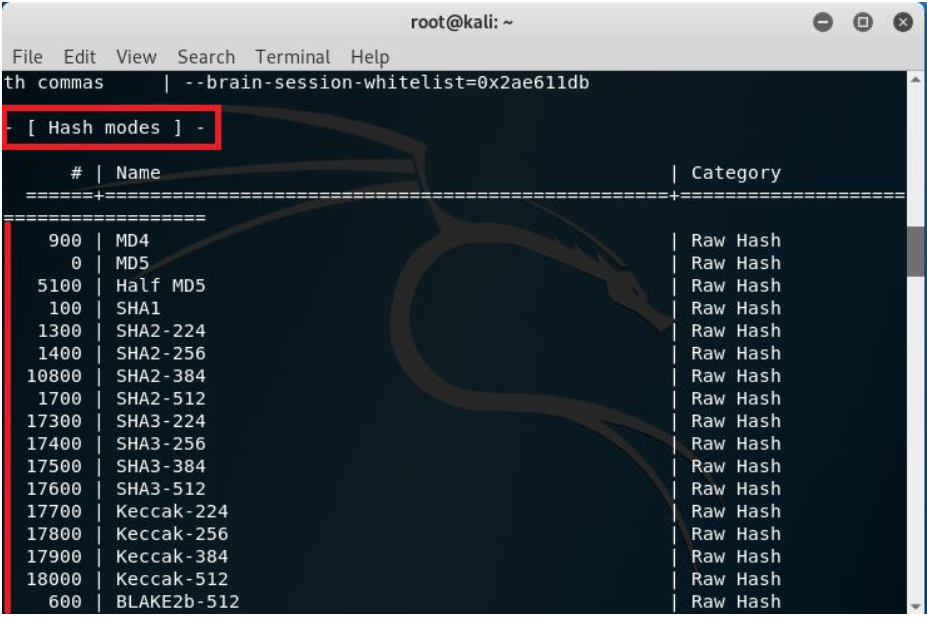 root@kali: ~
File Edit View Search Terminal Help
th commas | --brain-session-whitelist=0x2ae611db
- [ Hash modes ] -
# | Name | Category
======+==================================================+====================
==================
900 | MD4 | Raw Hash
0 | MD5 | Raw Hash
5100 | Half MD5 | Raw Hash
100 | SHA1 | Raw Hash
1300 | SHA2-224 | Raw Hash
1400 | SHA2-256 | Raw Hash
10800 | SHA2-384 | Raw Hash
1700 | SHA2-512 | Raw Hash
17300 | SHA3-224 | Raw Hash
17400 | SHA3-256 | Raw Hash
17500 | SHA3-384 | Raw Hash
17600 | SHA3-512 | Raw Hash
17700 | Keccak-224 | Raw Hash
17800 | Keccak-256 | Raw Hash
17900 | Keccak-384 | Raw Hash
18000 | Keccak-512 | Raw Hash
600 | BLAKE2b-512 | Raw Hash